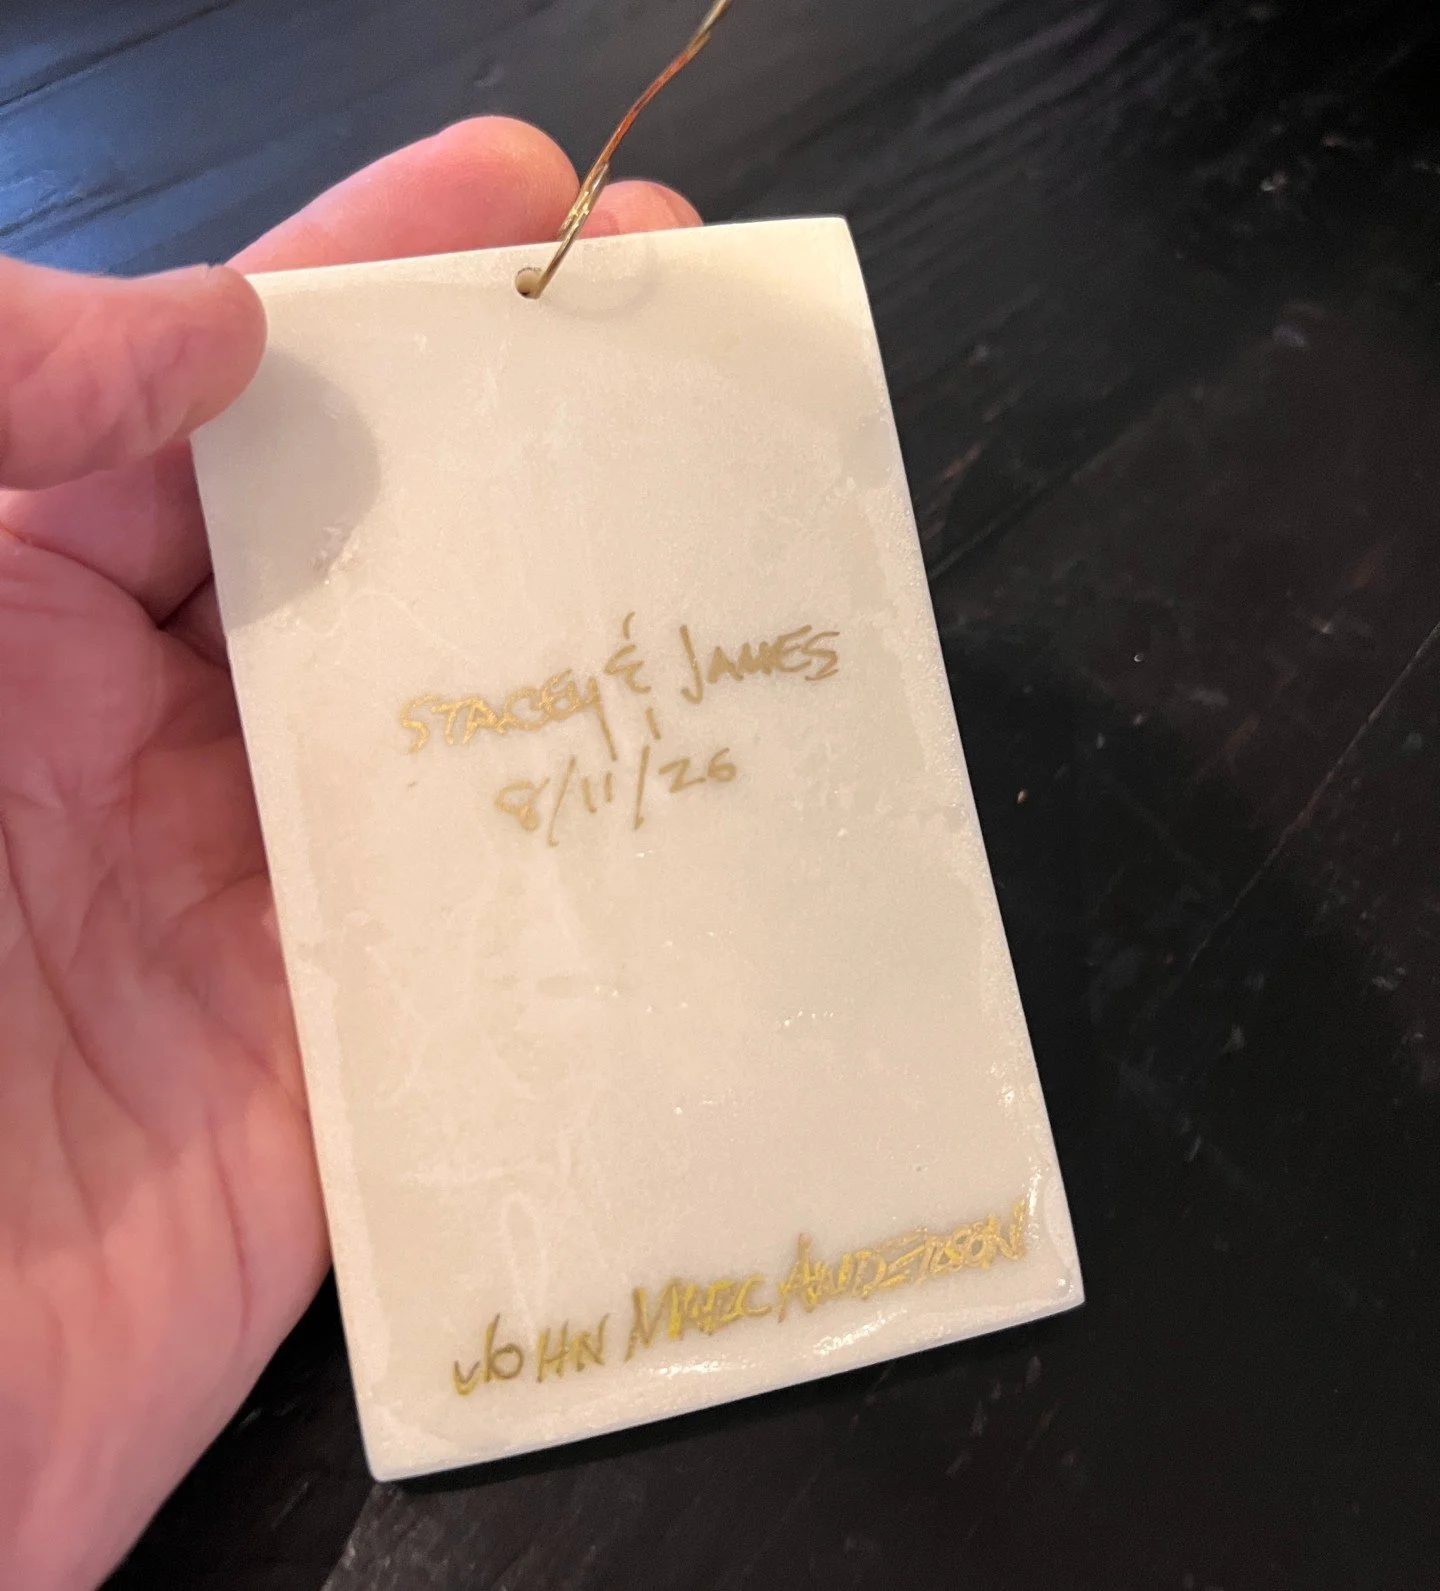 STACEY & JAMES
8/11/26
JOHN MARC ANDERSON